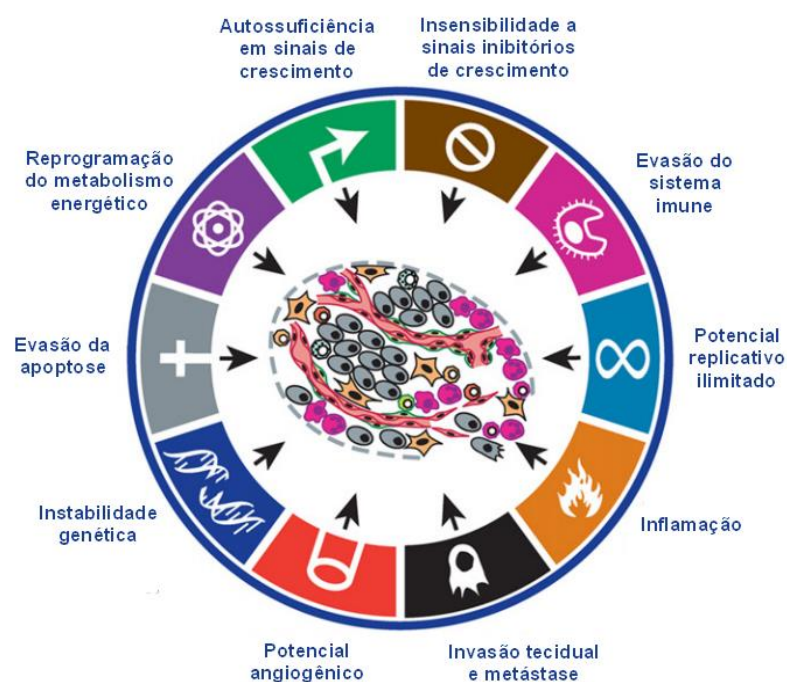 Autossuficiência
em sinais de
crescimento
Insensibilidade a
sinais inibitórios
de crescimento
Reprogramação
do metabolismo
energético
Evasão do
sistema
imune
Evasão da
apoptose
Potencial
replicativo
ilimitado
Instabilidade
genética
Inflamação
Potencial
angiogênico
Invasão tecidual
e metástase